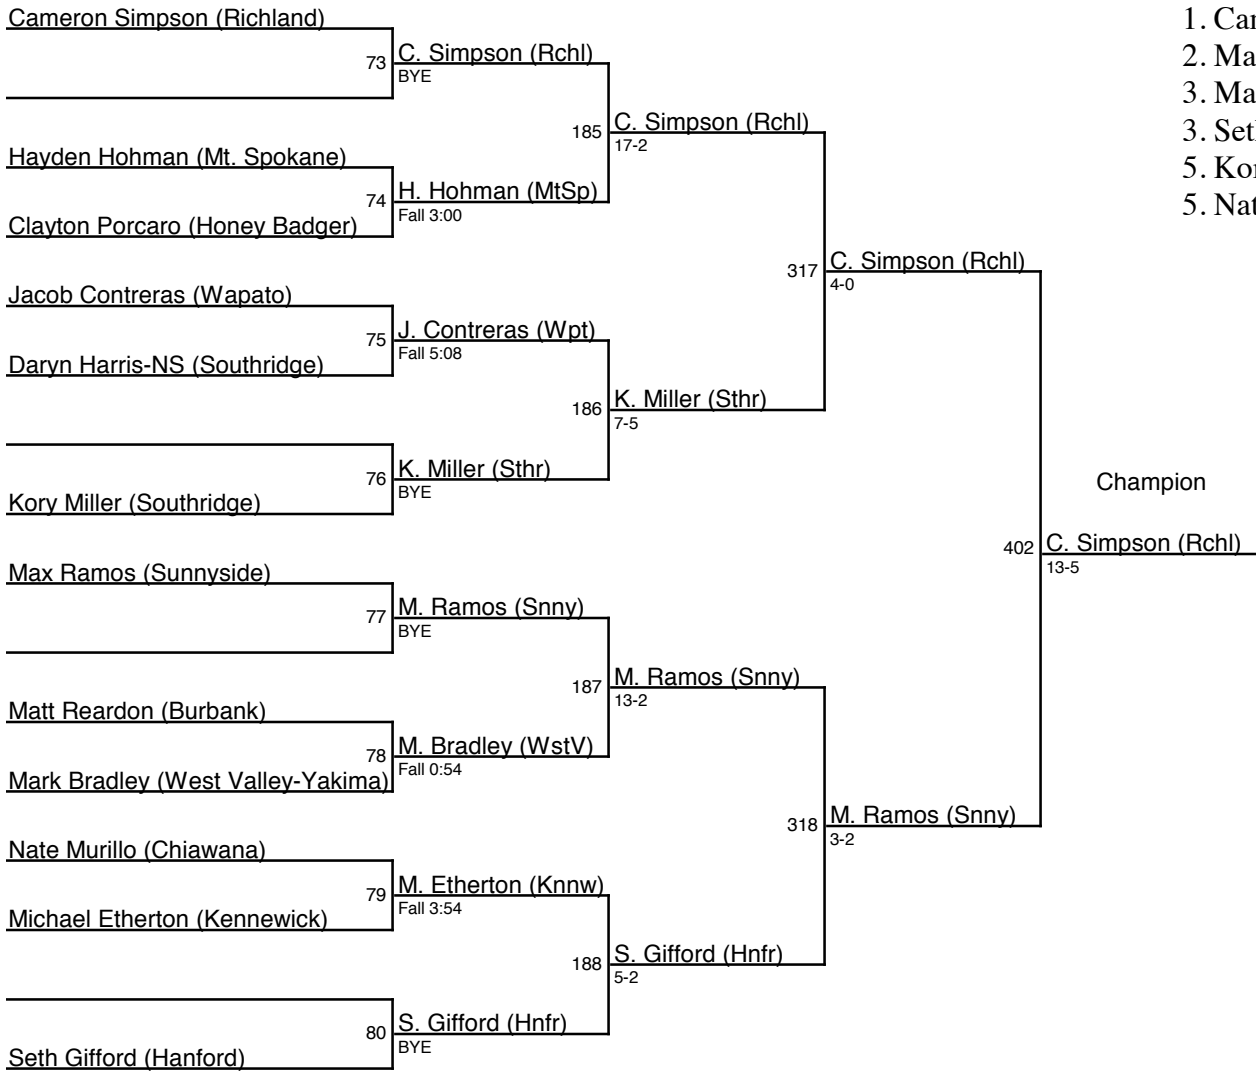 Cameron Simpson (Richland)
73
C. Simpson (Rchl)
BYE
185
C. Simpson (Rchl)
17-2
Hayden Hohman (Mt. Spokane)
74
H. Hohman (MtSp)
Fall 3:00
Clayton Porcaro (Honey Badger)
317
C. Simpson (Rchl)
4-0
Jacob Contreras (Wapato)
75
J. Contreras (Wpt)
Fall 5:08
Daryn Harris-NS (Southridge)
186
K. Miller (Sthr)
7-5
76
K. Miller (Sthr)
BYE
Kory Miller (Southridge)
Champion
402
C. Simpson (Rchl)
13-5
Max Ramos (Sunnyside)
77
M. Ramos (Snny)
BYE
187
M. Ramos (Snny)
13-2
Matt Reardon (Burbank)
78
M. Bradley (WstV)
Fall 0:54
Mark Bradley (West Valley-Yakima)
318
M. Ramos (Snny)
3-2
Nate Murillo (Chiawana)
79
M. Etherton (Knnw)
Fall 3:54
Michael Etherton (Kennewick)
188
S. Gifford (Hnfr)
5-2
80
S. Gifford (Hnfr)
BYE
Seth Gifford (Hanford)
1.
2.
3.
3.
5.
5.